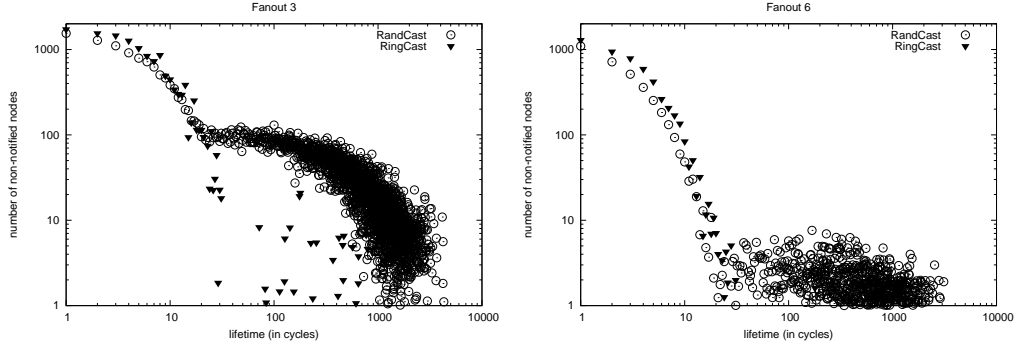 Fanout 3
number of non-notified nodes
1000
100
10
1
1 10 100 1000 10000
lifetime (in cycles)
RandCast
RingCast
Fanout 6
number of non-notified nodes
1000
100
10
1
1 10 100 1000 10000
lifetime (in cycles)
RandCast
RingCast